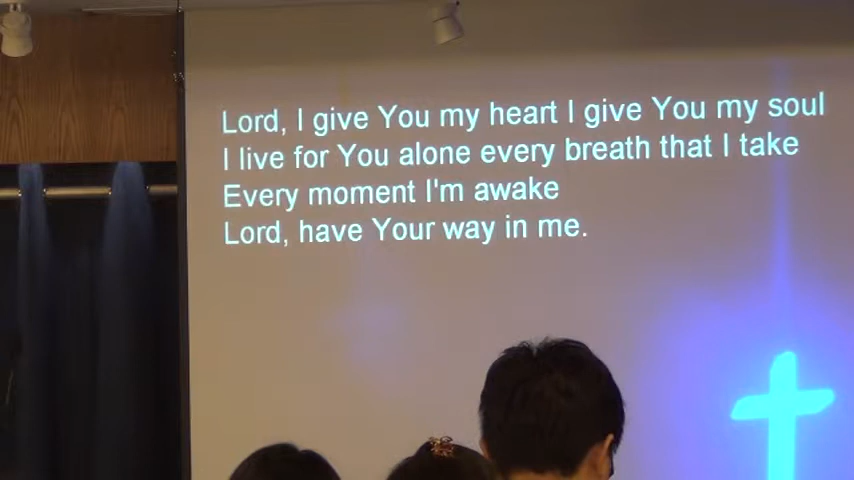 Lord, I give You my heart I give You my soul
I live for You alone every breath that I take
Every moment I'm awake
Lord, have Your way in me.